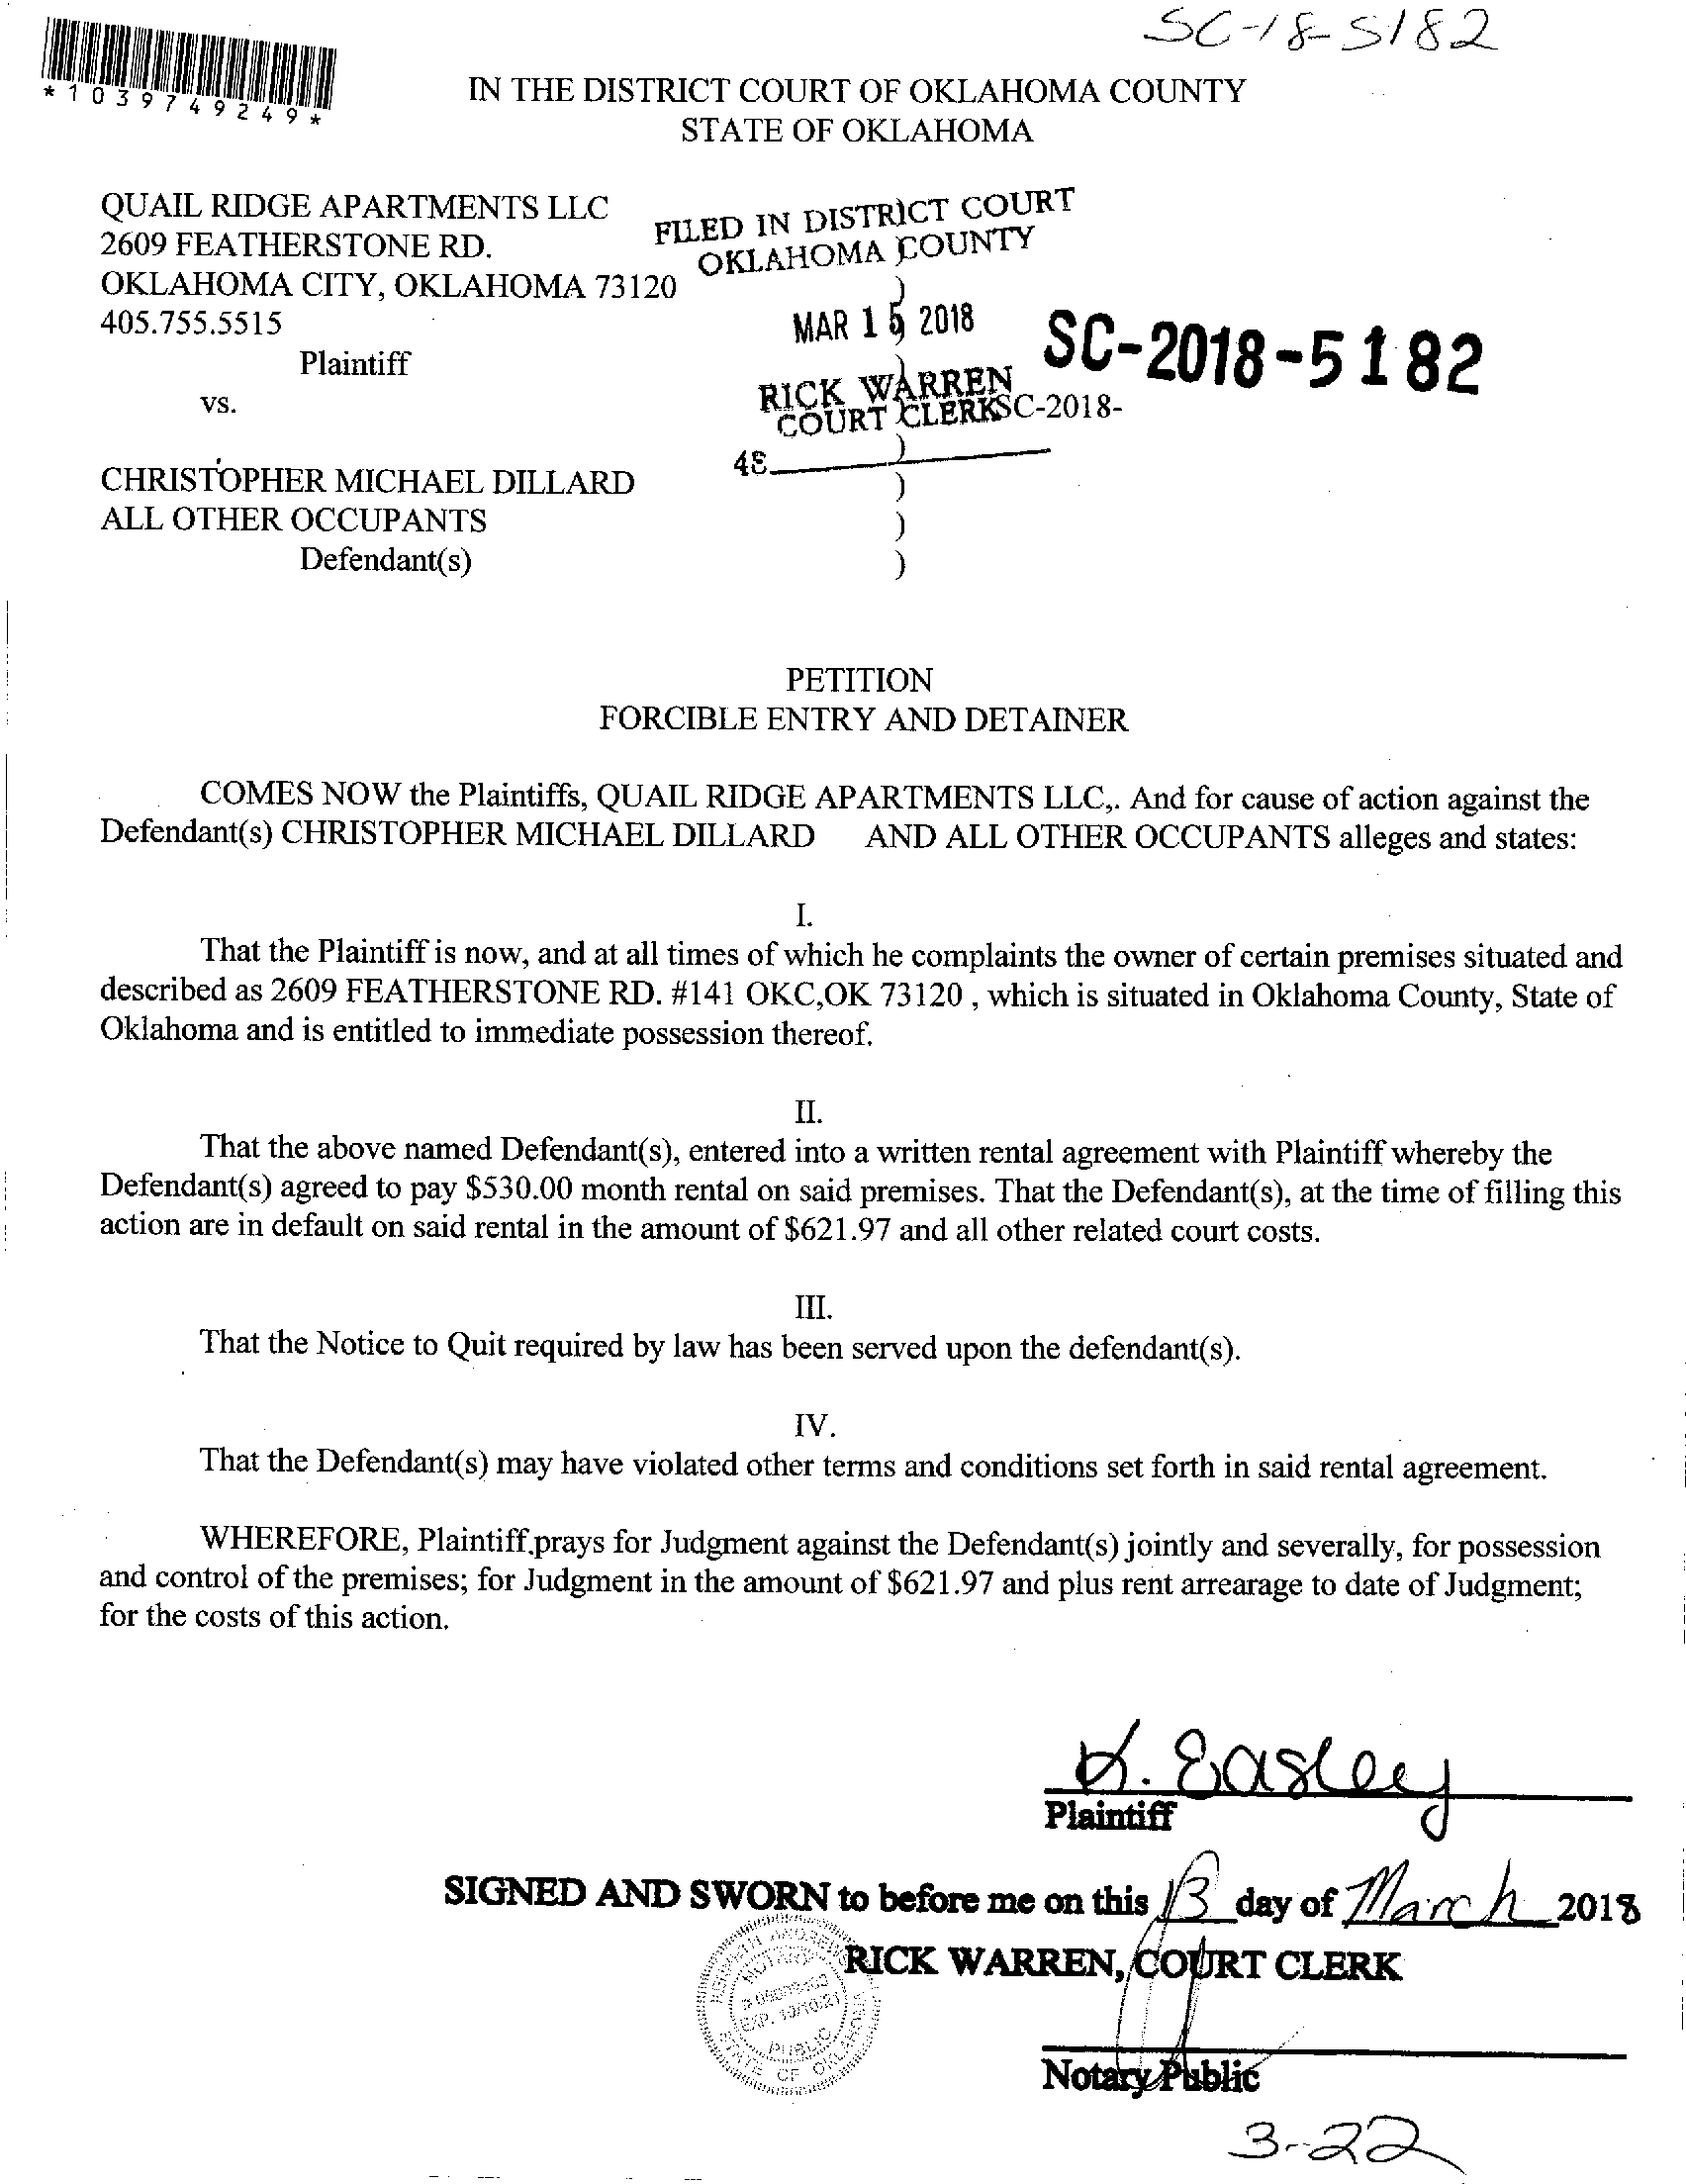 SC-18-5182
*1039749249*
IN THE DISTRICT COURT OF OKLAHOMA COUNTY
STATE OF OKLAHOMA
QUAIL RIDGE APARTMENTS LLC
2609 FEATHERSTONE RD.
OKLAHOMA CITY, OKLAHOMA 73120
405.755.5515
Plaintiff
vs.
FILED IN DISTRICT COURT
OKLAHOMA COUNTY
)
MAR 15 2018
)
)
RICK WARREN
COURT CLERK
SC-2018-5182
SC-2018-
48
)
CHRISTOPHER MICHAEL DILLARD )
ALL OTHER OCCUPANTS )
Defendant(s) )
PETITION
FORCIBLE ENTRY AND DETAINER
COMES NOW the Plaintiffs, QUAIL RIDGE APARTMENTS LLC,. And for cause of action against the
Defendant(s) CHRISTOPHER MICHAEL DILLARD AND ALL OTHER OCCUPANTS alleges and states:
I.
That the Plaintiff is now, and at all times of which he complaints the owner of certain premises situated and
described as 2609 FEATHERSTONE RD. #141 OKC,OK 73120 , which is situated in Oklahoma County, State of
Oklahoma and is entitled to immediate possession thereof.
II.
That the above named Defendant(s), entered into a written rental agreement with Plaintiff whereby the
Defendant(s) agreed to pay $530.00 month rental on said premises. That the Defendant(s), at the time of filling this
action are in default on said rental in the amount of $621.97 and all other related court costs.
III.
That the Notice to Quit required by law has been served upon the defendant(s).
IV.
That the Defendant(s) may have violated other terms and conditions set forth in said rental agreement.
WHEREFORE, Plaintiff prays for Judgment against the Defendant(s) jointly and severally, for possession
and control of the premises; for Judgment in the amount of $621.97 and plus rent arrearage to date of Judgment;
for the costs of this action.
K. Easley
Plaintiff
SIGNED AND SWORN to before me on this 13 day of March 2018
RICK WARREN, COURT CLERK
NOTARY
EXP. 10/10/21
PUBLIC
STATE OF OKLAHOMA
Notary Public
3-22